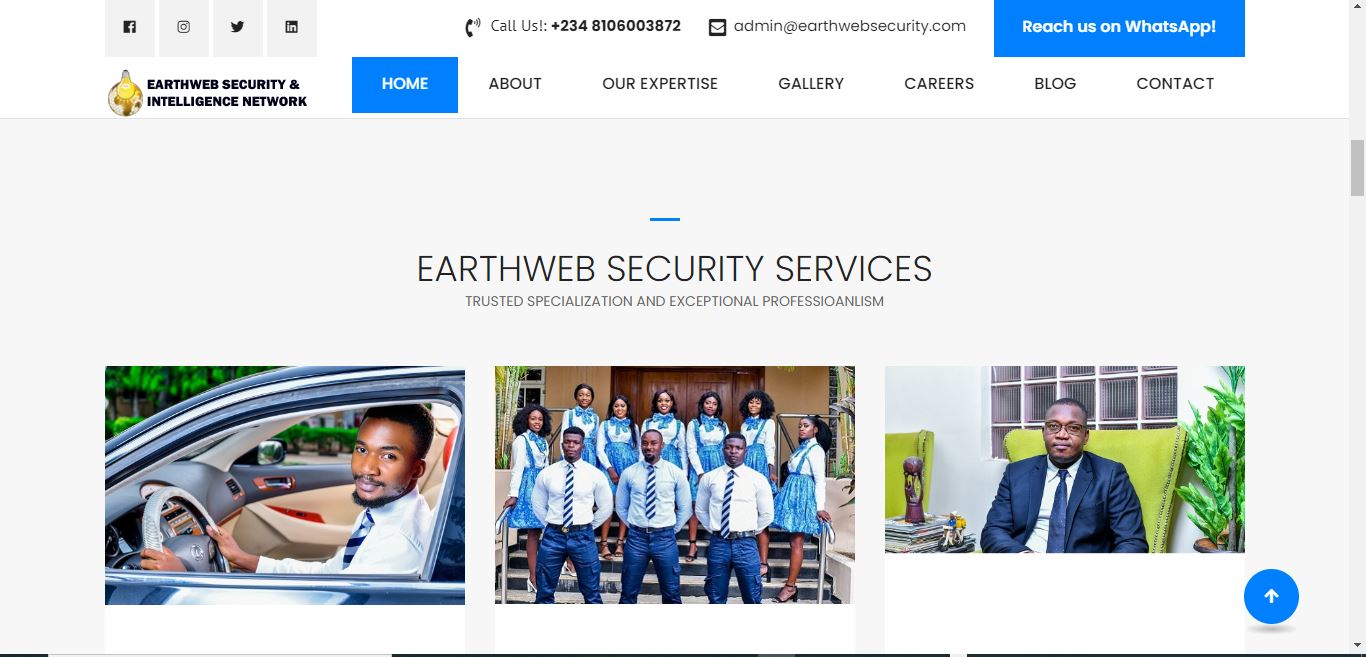 Call Us!: +234 8106003872
admin@earthwebsecurity.com
Reach us on WhatsApp!
EARTHWEB SECURITY &
INTELLIGENCE NETWORK
HOME
ABOUT
OUR EXPERTISE
GALLERY
CAREERS
BLOG
CONTACT
EARTHWEB SECURITY SERVICES
TRUSTED SPECIALIZATION AND EXCEPTIONAL PROFESSIOANLISM